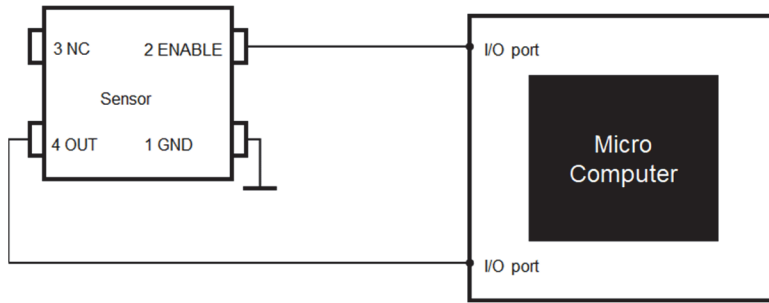 3 NC
2 ENABLE
Sensor
4 OUT
1 GND
I/O port
Micro
Computer
I/O port